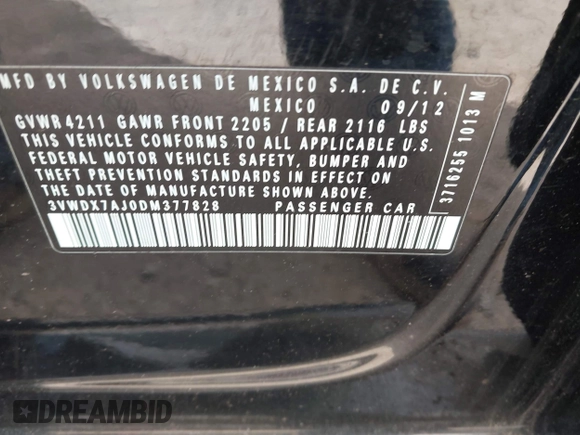 MFD BY VOLKSWAGEN DE MEXICO S.A. DE C.V.
MEXICO 09/12
GVWR 4211 GAWR FRONT 2205 / REAR 2116 LBS
THIS VEHICLE CONFORMS TO ALL APPLICABLE U.S.
FEDERAL MOTOR VEHICLE SAFETY, BUMPER AND
THEFT PREVENTION STANDARDS IN EFFECT ON THE
DATE OF MANUFACTURE SHOWN ABOVE.
3VWDX7AJ0DM377828 PASSENGER CAR
3716255 1013 M
DREAMBID